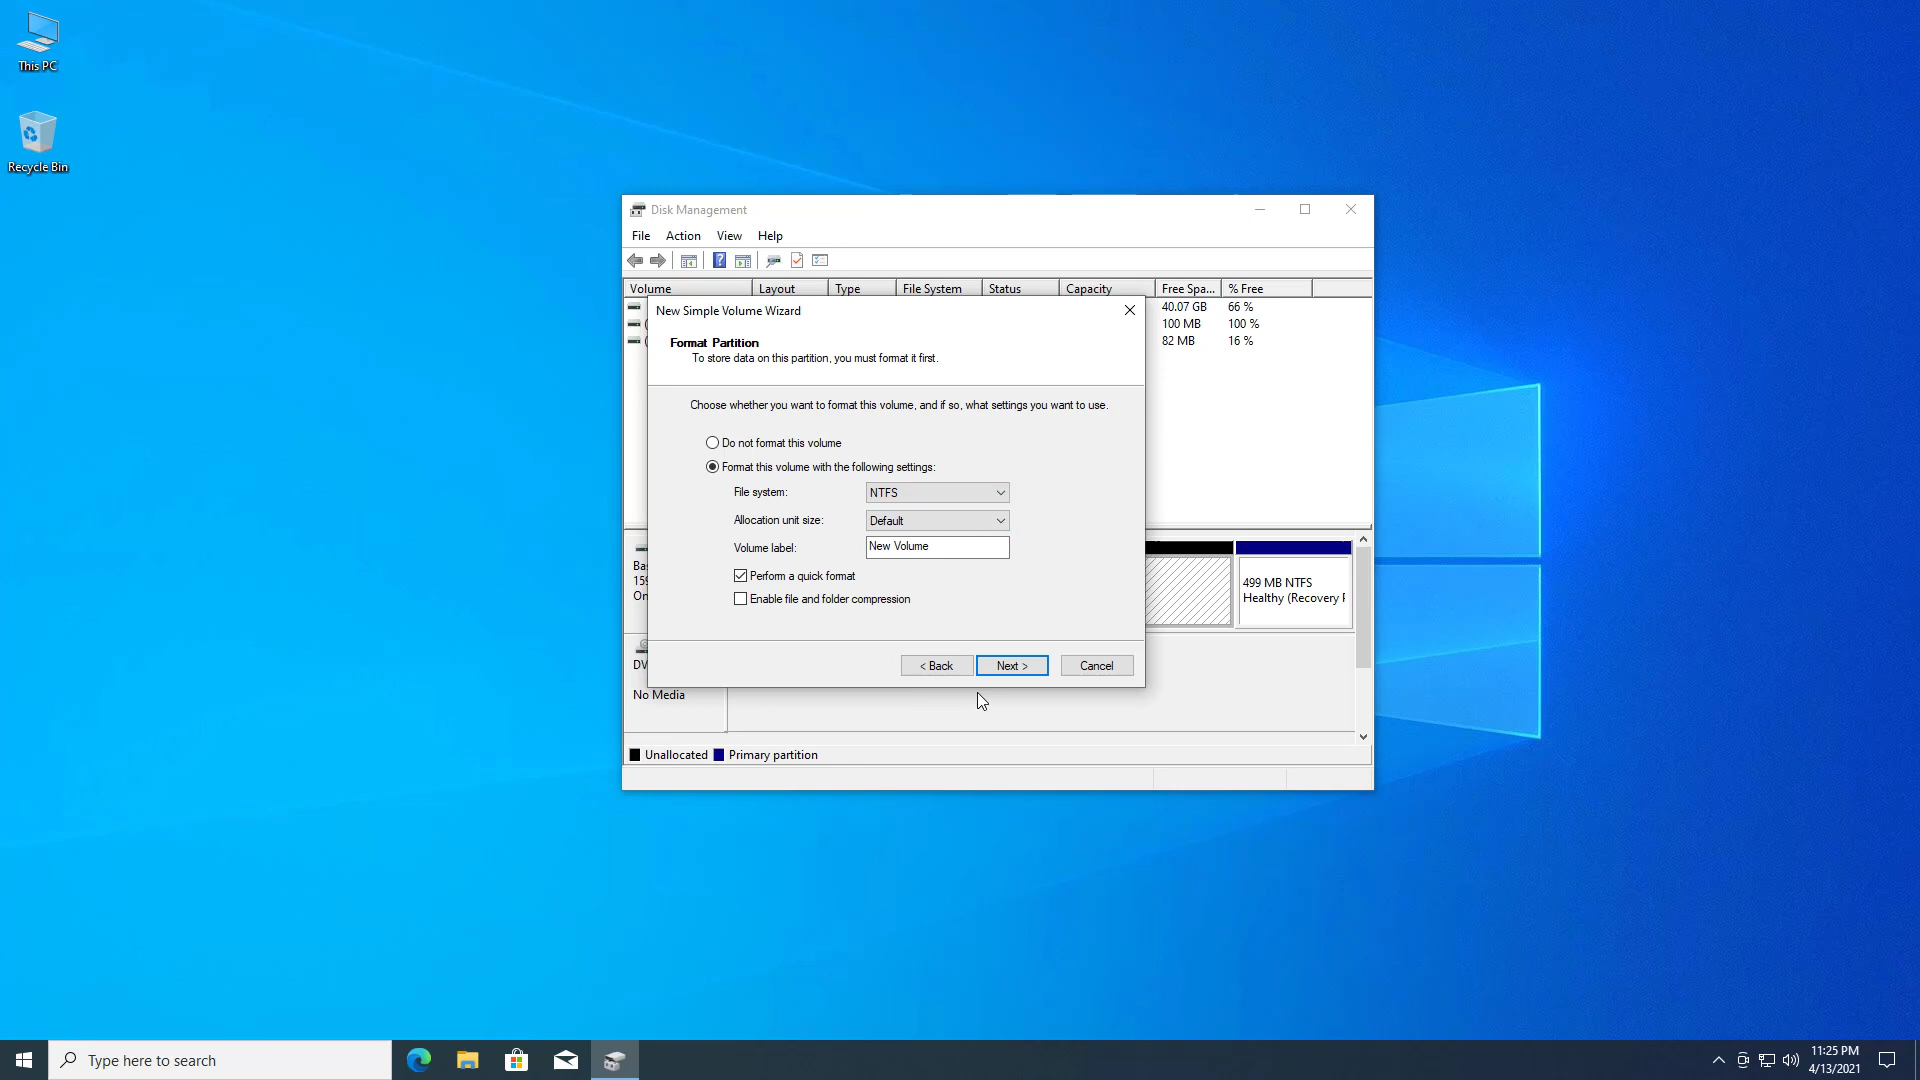 This PC
Recycle Bin
Disk Management
File Action View Help
Volume Layout Type File System Status Capacity Free Spa... % Free
40.07 GB 66 %
100 MB 100 %
82 MB 16 %
New Simple Volume Wizard
Format Partition
To store data on this partition, you must format it first.
Choose whether you want to format this volume, and if so, what settings you want to use.
Do not format this volume
Format this volume with the following settings:
File system: NTFS
Allocation unit size: Default
Volume label: New Volume
Perform a quick format
Enable file and folder compression
< Back Next > Cancel
Bas
159
On
499 MB NTFS
Healthy (Recovery P
DV
No Media
Unallocated Primary partition
Type here to search
11:25 PM
4/13/2021